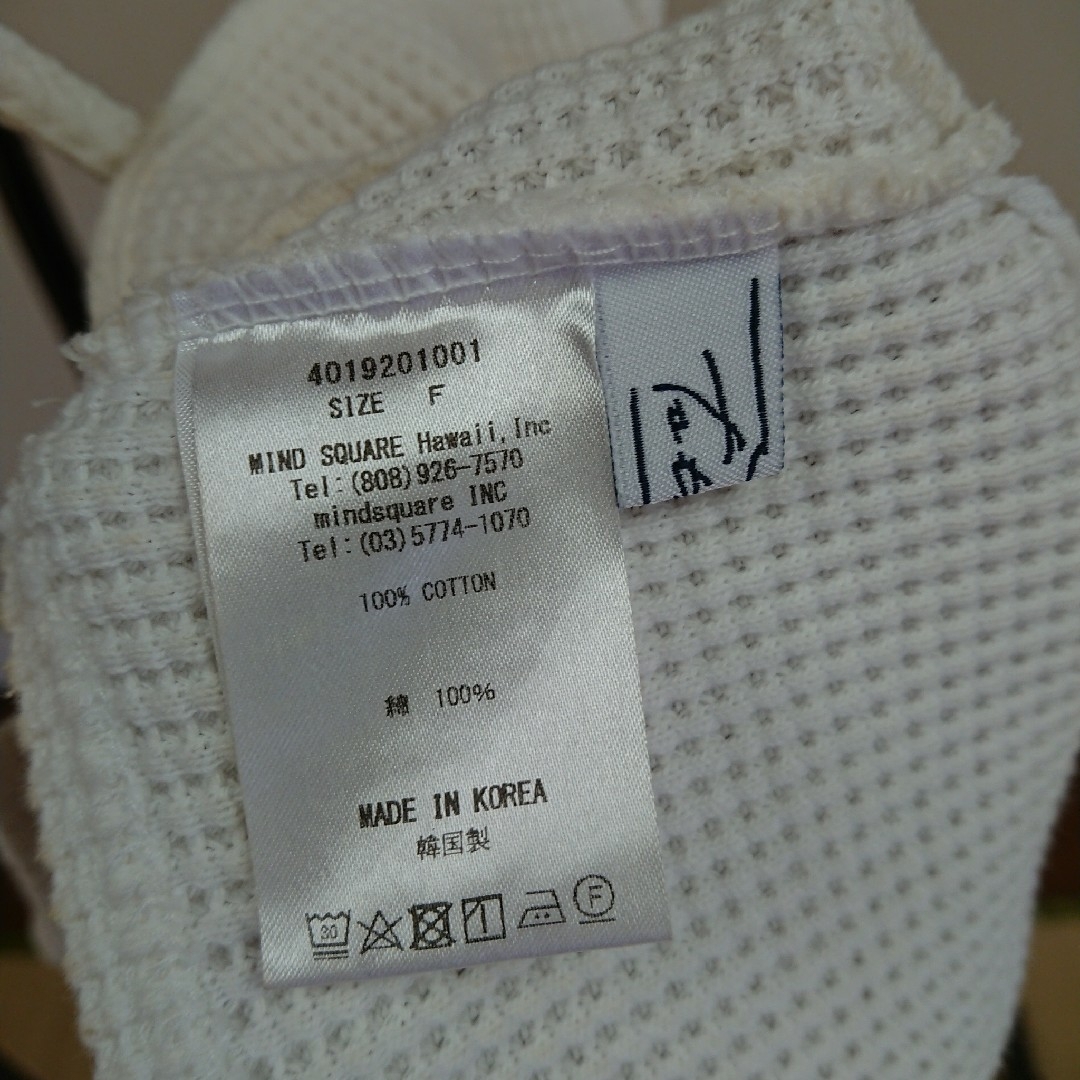 4019201001
SIZE F
MIND SQUARE Hawaii,Inc
Tel:(808)926-7570
mindsquare INC
Tel:(03)5774-1070
100% COTTON
綿 100%
MADE IN KOREA
韓国製
30
F